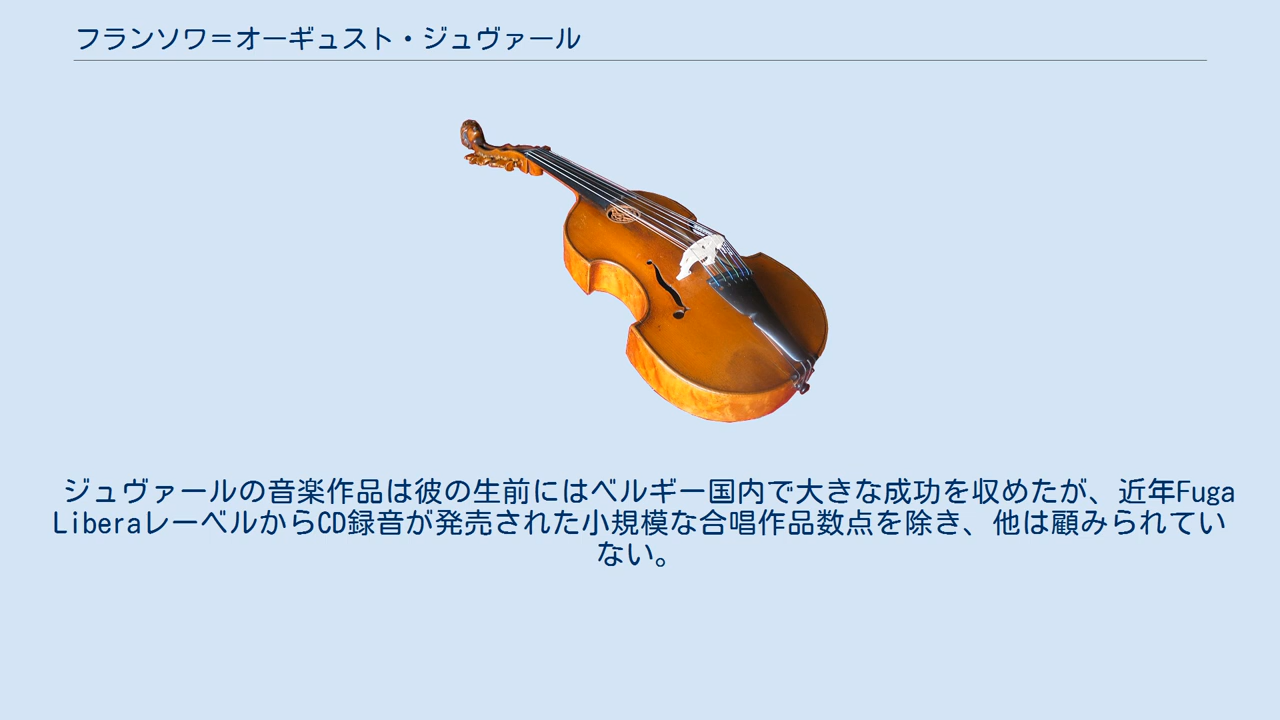 フランソワ＝オーギュスト・ジュヴァール
ジュヴァールの音楽作品は彼の生前にはベルギー国内で大きな成功を収めたが、近年Fuga
LiberaレーベルからCD録音が発売された小規模な合唱作品数点を除き、他は顧みられてい
ない。